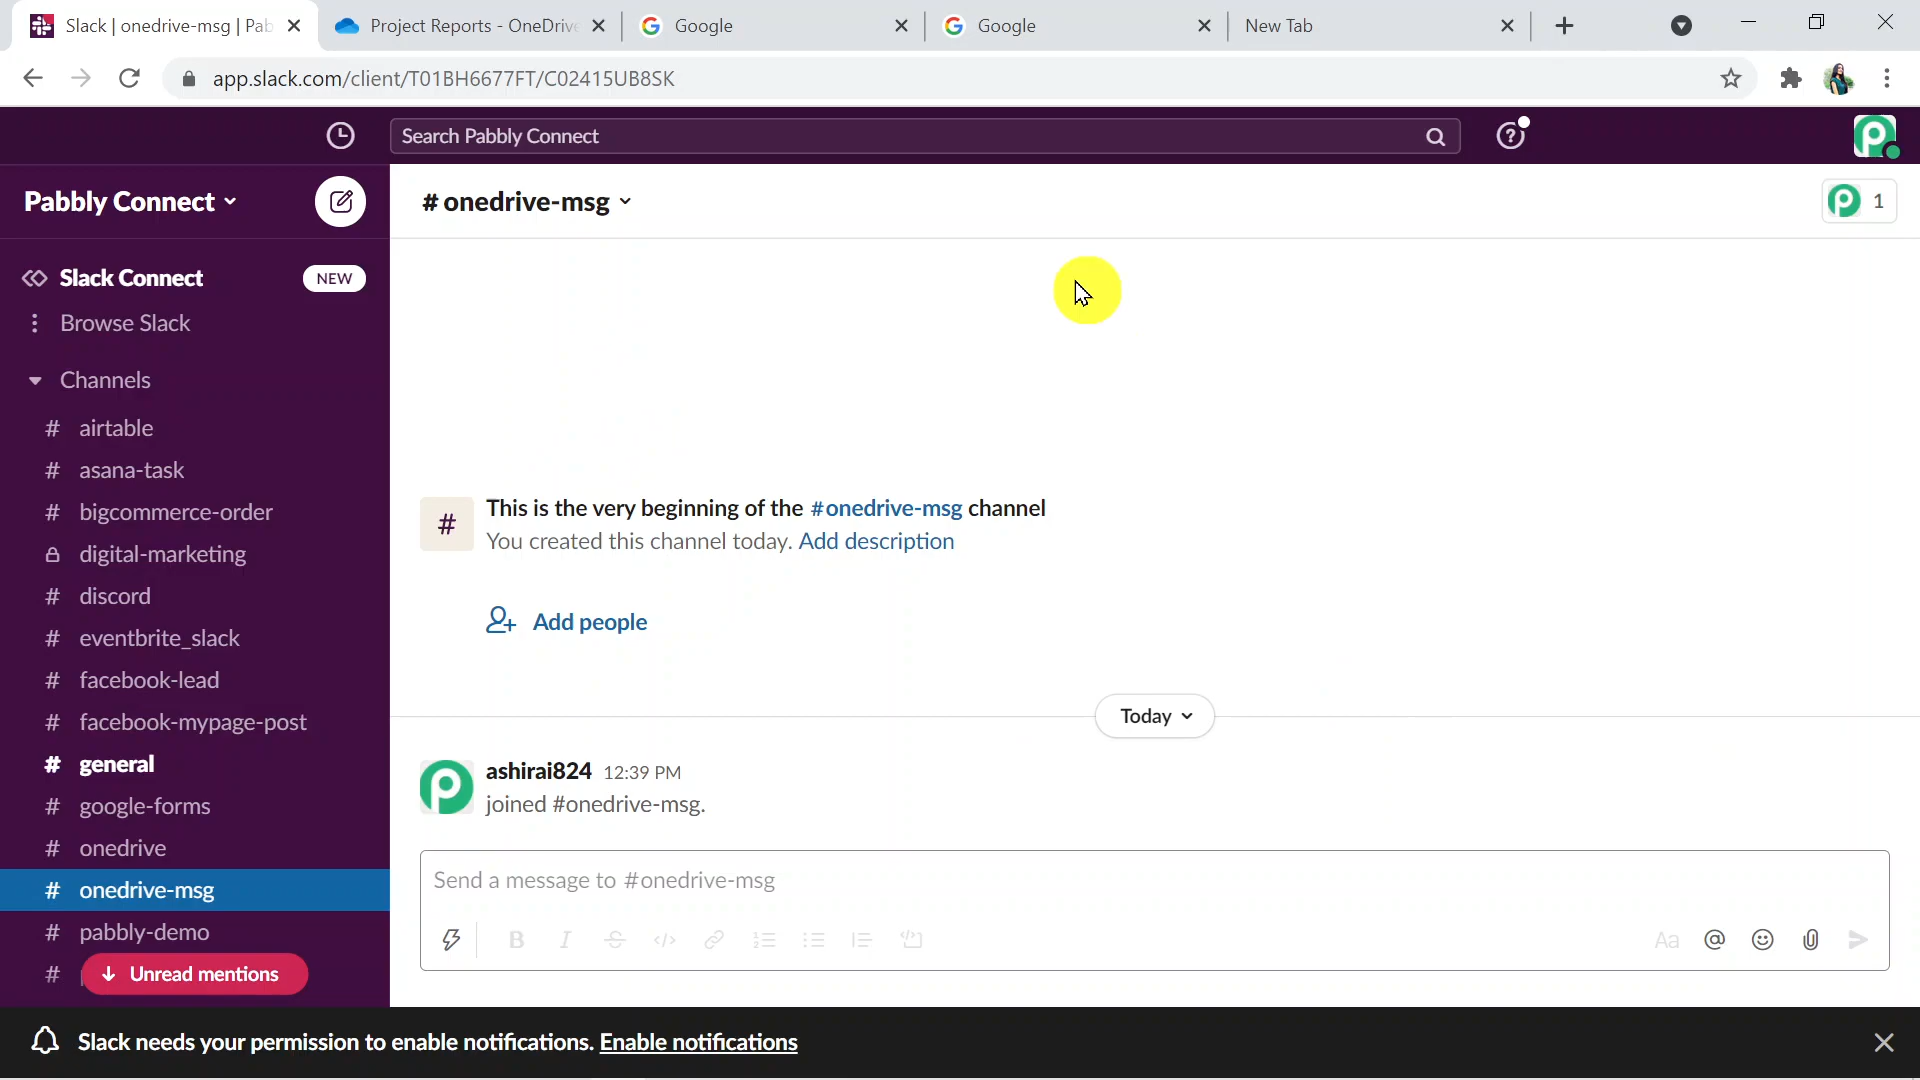 Slack | onedrive-msg | Pab
Project Reports - OneDrive
Google
Google
New Tab
app.slack.com/client/T01BH6677FT/C02415UB8SK
Search Pabbly Connect
Pabbly Connect
# onedrive-msg
1
Slack Connect
NEW
Browse Slack
Channels
# airtable
# asana-task
# bigcommerce-order
digital-marketing
# discord
# eventbrite_slack
# facebook-lead
# facebook-mypage-post
# general
# google-forms
# onedrive
# onedrive-msg
# pabbly-demo
#
Unread mentions
#
This is the very beginning of the #onedrive-msg channel
You created this channel today. Add description
Add people
Today
ashirai824 12:39 PM
joined #onedrive-msg.
Send a message to #onedrive-msg
Aa
Slack needs your permission to enable notifications. Enable notifications